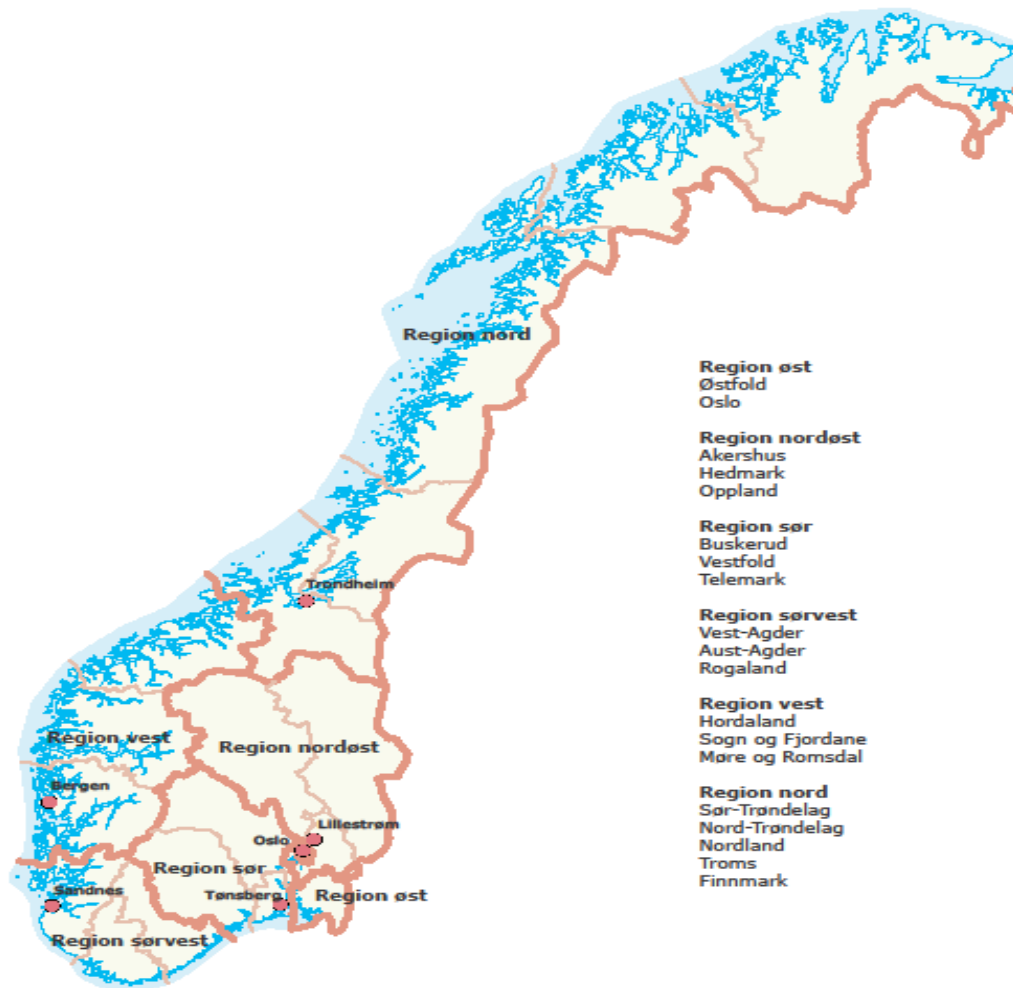 Region nord
Trondheim
Region vest
Region nordøst
Bergen
Lillestrøm
Oslo
Region sør
Sandnes
Tønsberg
Region øst
Region sørvest
Region øst
Østfold
Oslo
Region nordøst
Akershus
Hedmark
Oppland
Region sør
Buskerud
Vestfold
Telemark
Region sørvest
Vest-Agder
Aust-Agder
Rogaland
Region vest
Hordaland
Sogn og Fjordane
Møre og Romsdal
Region nord
Sør-Trøndelag
Nord-Trøndelag
Nordland
Troms
Finnmark